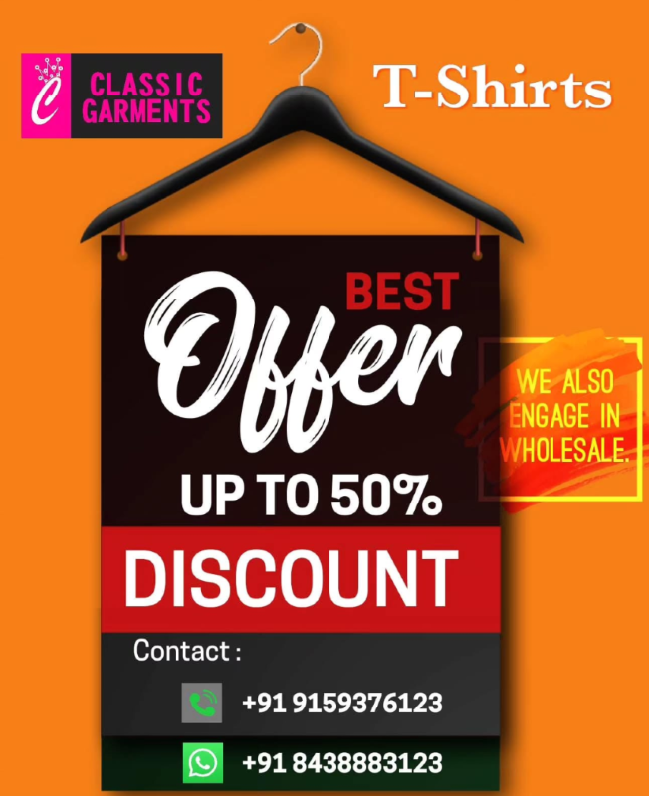 CLASSIC
GARMENTS
T-Shirts
BEST
Offer
UP TO 50%
DISCOUNT
WE ALSO
ENGAGE IN
WHOLESALE.
Contact :
+91 9159376123
+91 8438883123